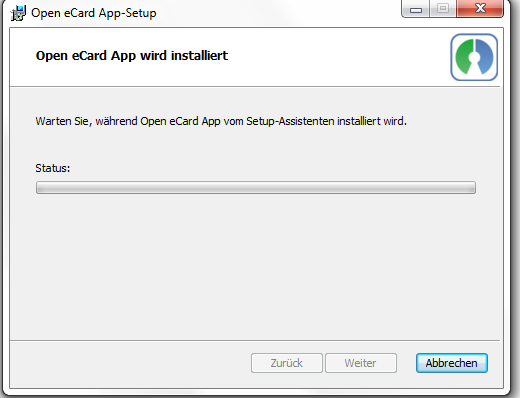 Open eCard App-Setup
Open eCard App wird installiert
Warten Sie, während Open eCard App vom Setup-Assistenten installiert wird.
Status:
Zurück
Weiter
Abbrechen